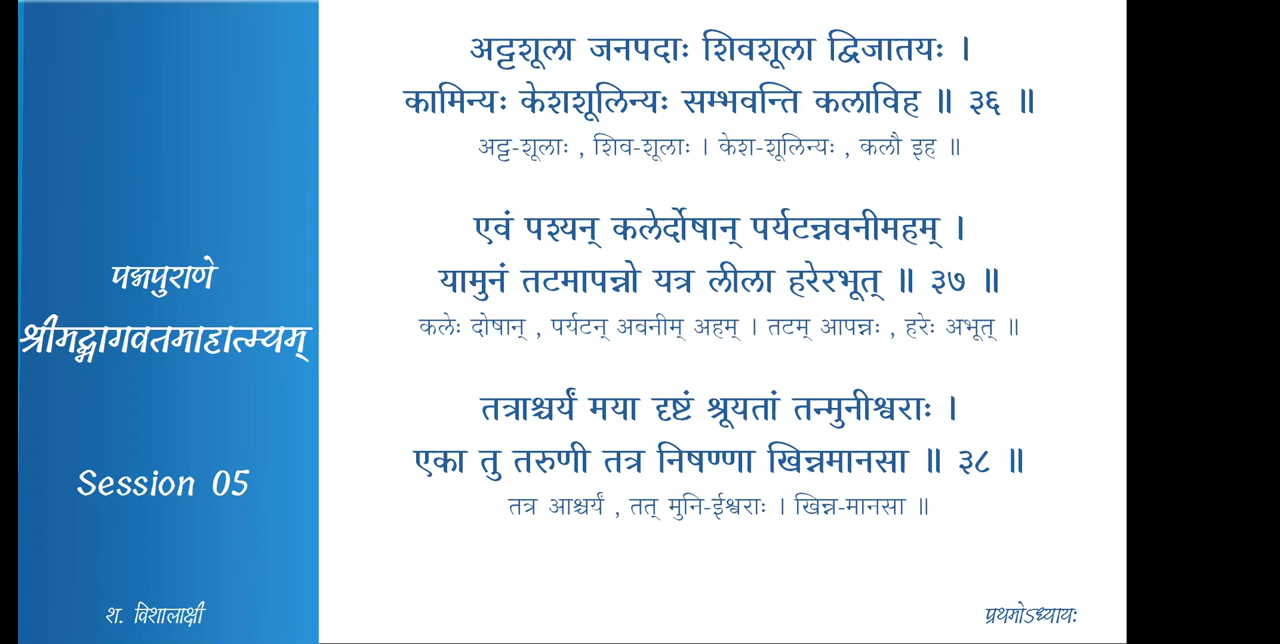 पद्मपुराणे
श्रीमद्भागवतमाहात्म्यम्
Session 05
श. विशालाक्षी
अट्टशूला जनपदाः शिवशूला द्विजातयः ।
कामिन्यः केशशूलिन्यः सम्भवन्ति कलाविह ॥ ३६ ॥
अट्ट-शूलाः , शिव-शूलाः । केश-शूलिन्यः , कलौ इह ॥
एवं पश्यन् कलेर्दोषान् पर्यटन्नवनीमहम् ।
यामुनं तटमापन्नो यत्र लीला हरेरभूत् ॥ ३७ ॥
कलेः दोषान् , पर्यटन् अवनीम् अहम् । तटम् आपन्नः , हरेः अभूत् ॥
तत्राश्चर्यं मया दृष्टं श्रूयतां तन्मुनीश्वराः ।
एका तु तरुणी तत्र निषण्णा खिन्नमानसा ॥ ३८ ॥
तत्र आश्चर्यं , तत् मुनि-ईश्वराः । खिन्न-मानसा ॥
प्रथमोऽध्यायः